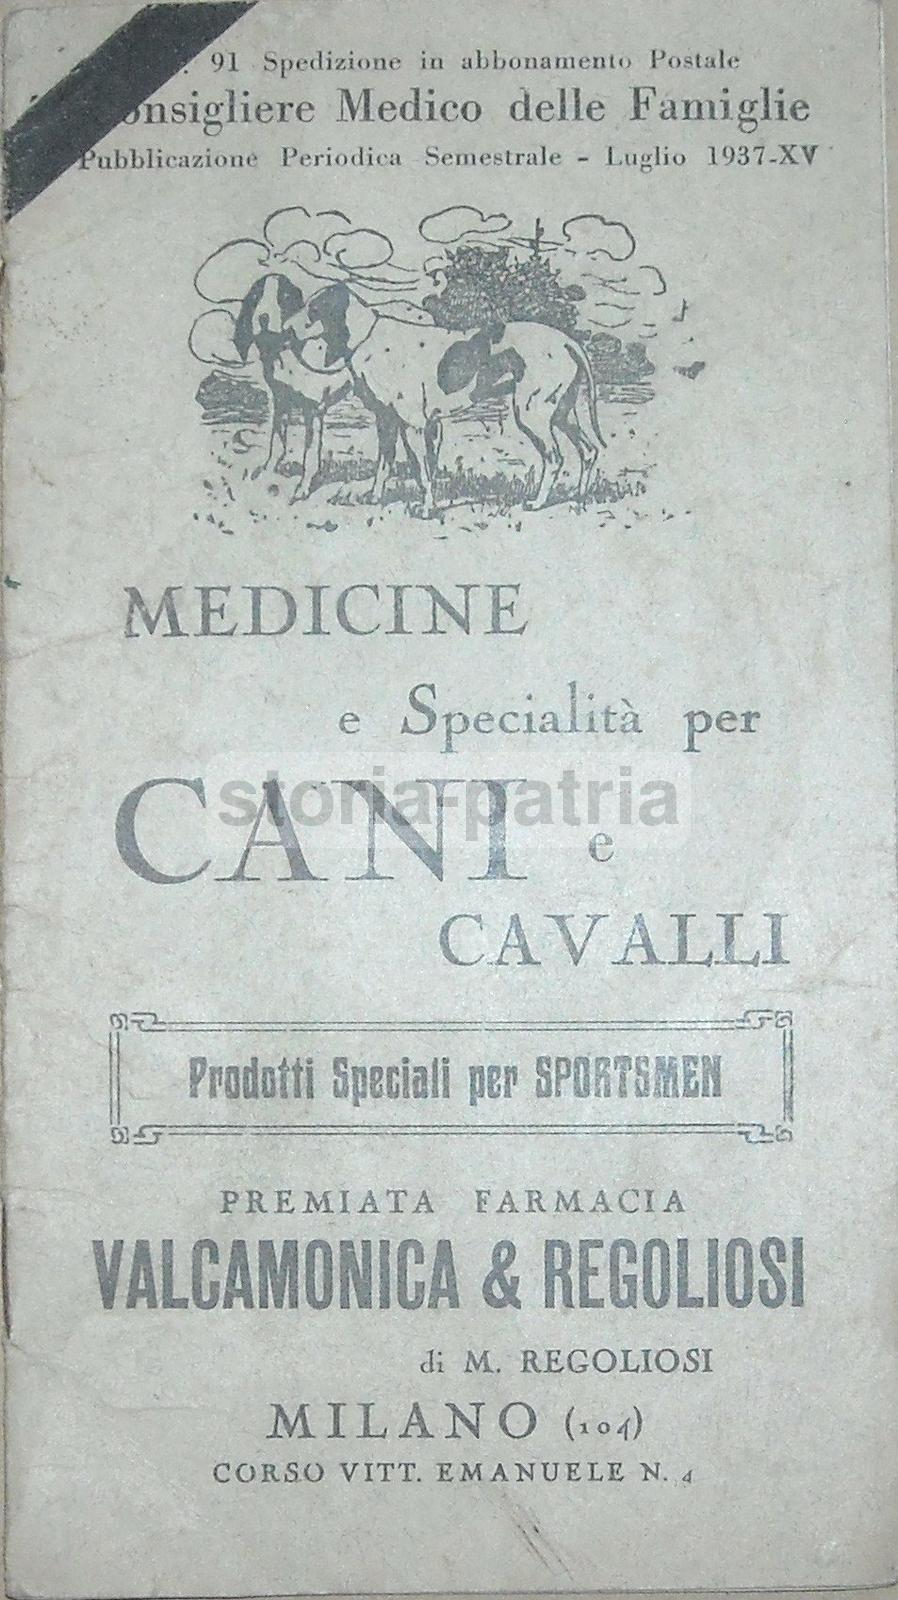 91 Spedizione in abbonamento Postale
onsigliere Medico delle Famiglie
Pubblicazione Periodica Semestrale - Luglio 1937-XV
MEDICINE
e Specialità per
CANI e
storia-patria
CAVALLI
Prodotti Speciali per SPORTSMEN
PREMIATA FARMACIA
VALCAMONICA & REGOLIOSI
di M. REGOLIOSI
MILANO (104)
CORSO VITT. EMANUELE N. 4